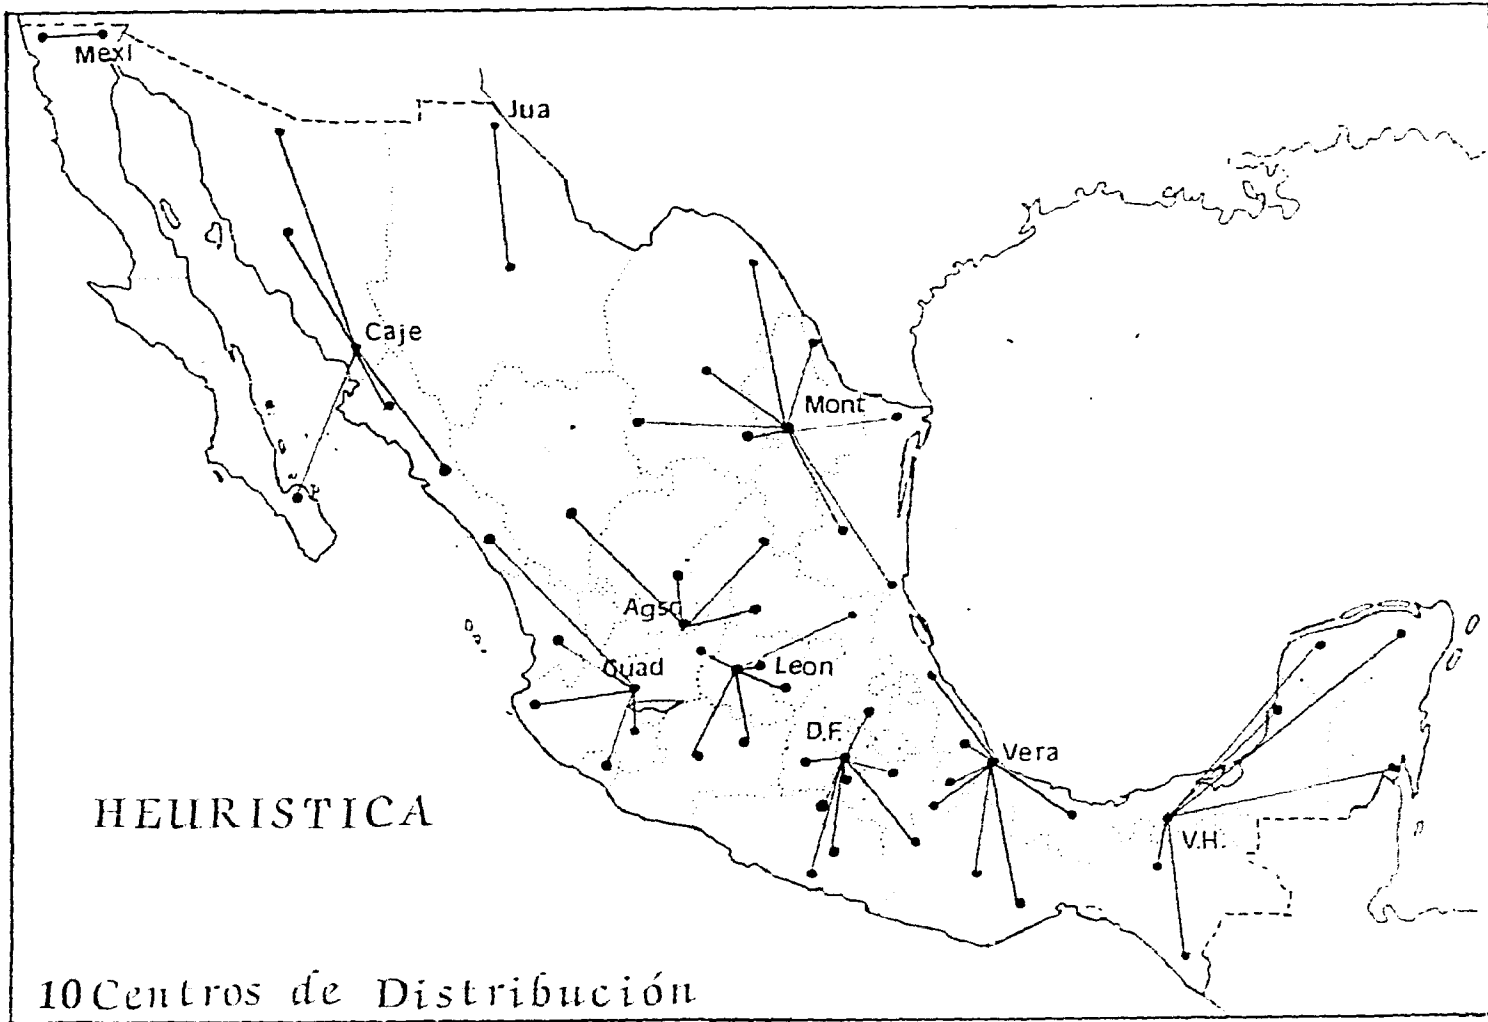 Mexl
Jua
Caje
Mont
Agsc
Guad
Leon
D.F.
Vera
V.H.
HEURISTICA
10 Centros de Distribución